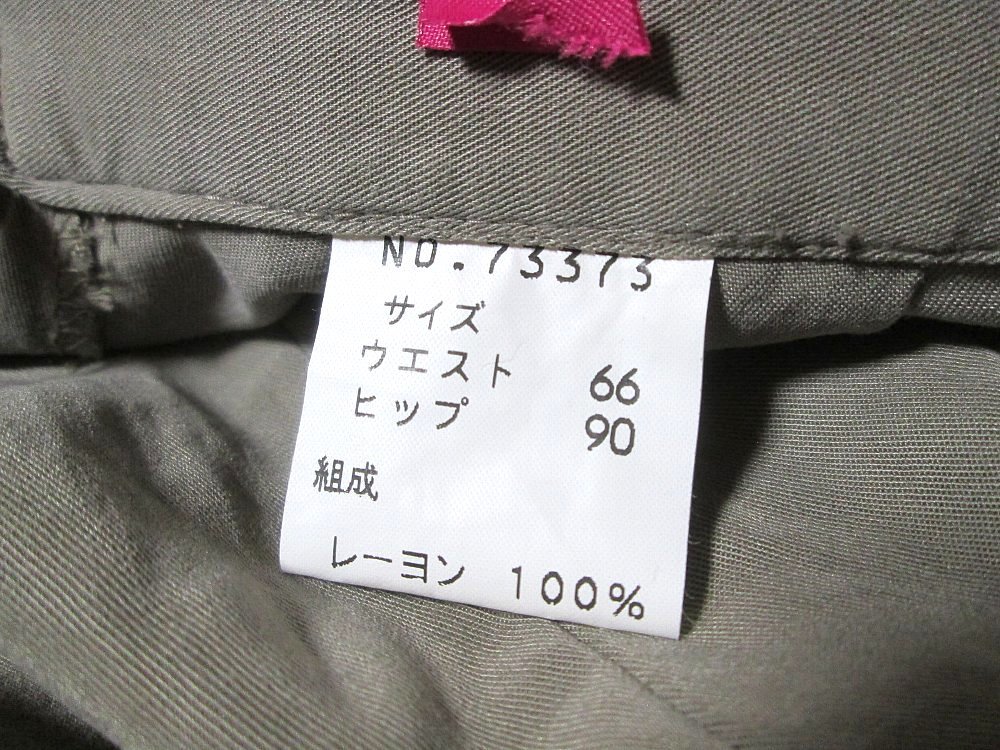 NO.73373
サイズ
ウエスト 66
ヒップ 90
組成
レーヨン 100%